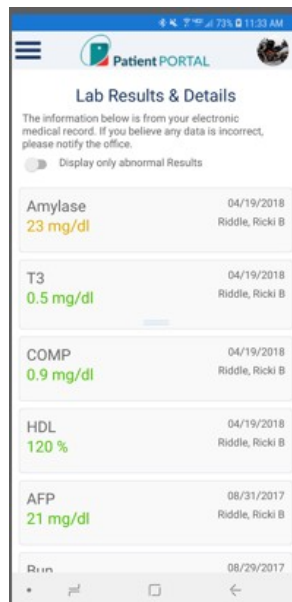 73% 11:33 AM
Patient PORTAL
Lab Results & Details
The information below is from your electronic
medical record. If you believe any data is incorrect,
please notify the office.
Display only abnormal Results
Amylase 04/19/2018
23 mg/dl Riddle, Ricki B
T3 04/19/2018
0.5 mg/dl Riddle, Ricki B
COMP 04/19/2018
0.9 mg/dl Riddle, Ricki B
HDL 04/19/2018
120 % Riddle, Ricki B
AFP 08/31/2017
21 mg/dl Riddle, Ricki B
Bun 08/29/2017